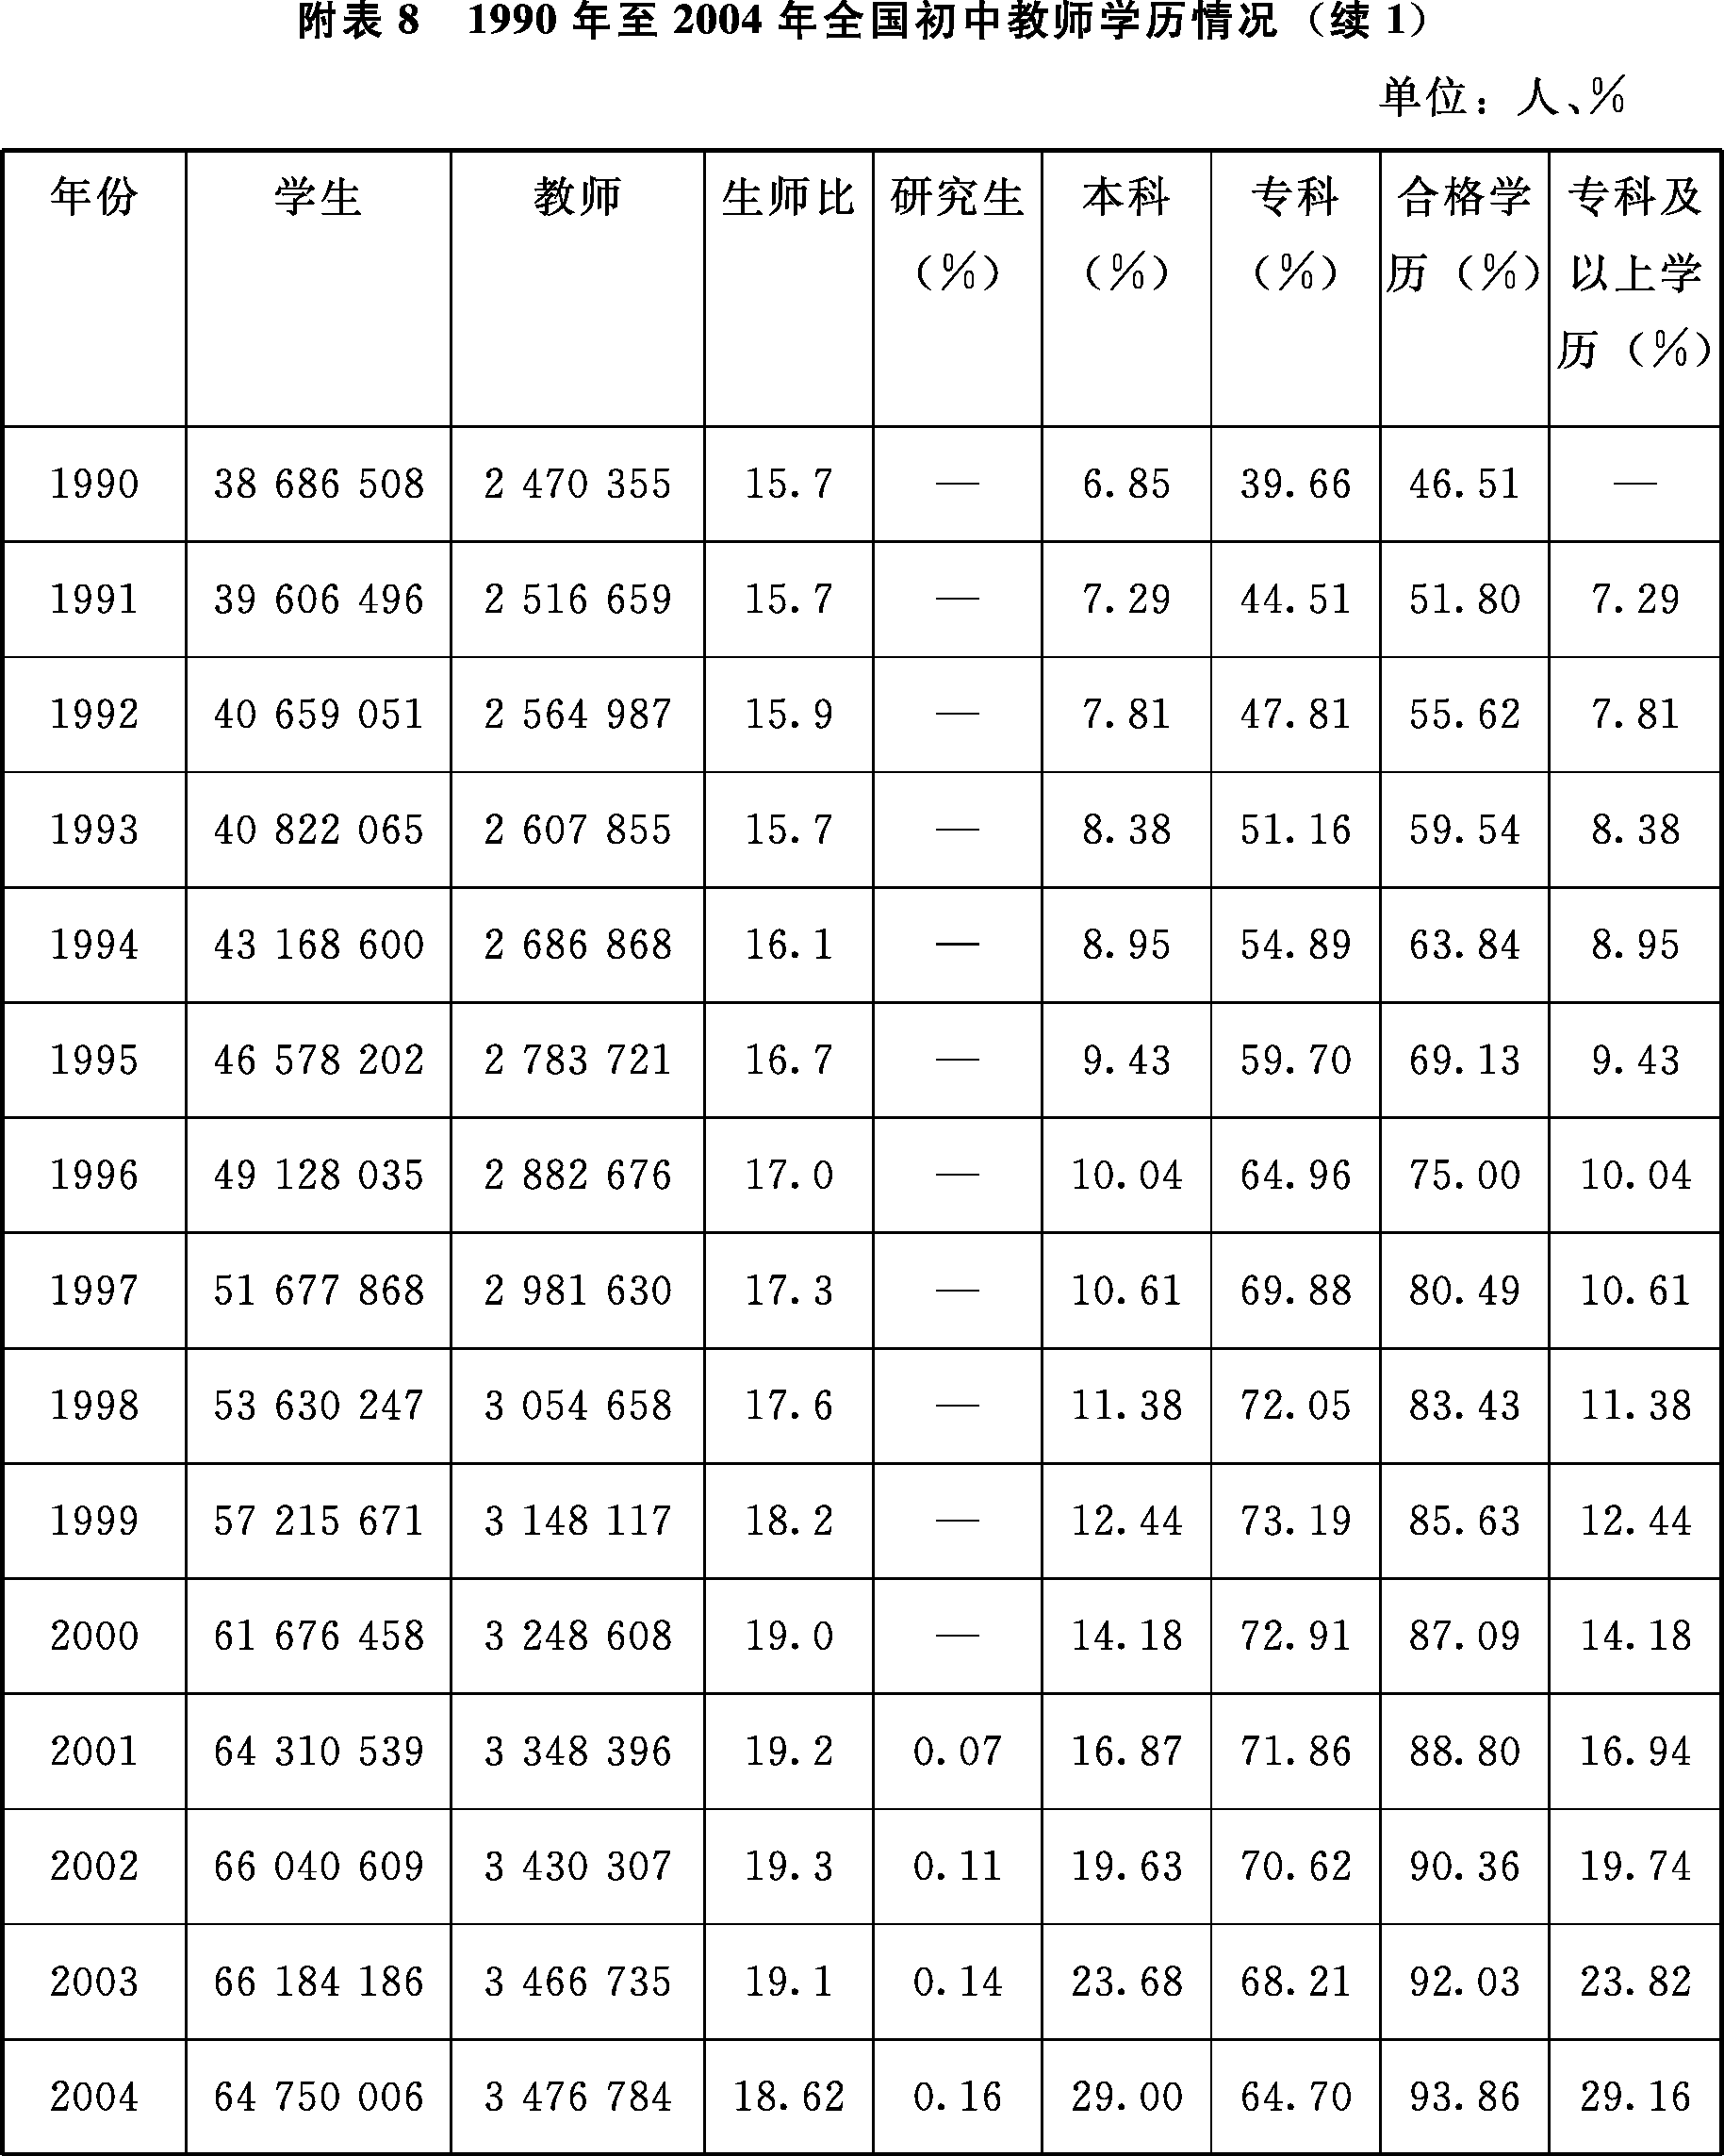 附表 8 1990 年至 2004 年全国初中教师学历情况（续 1）
单位：人、%
年份 学生 教师 生师比 研究生（%） 本科（%） 专科（%） 合格学历（%） 专科及以上学历（%）
1990 38 686 508 2 470 355 15.7 — 6.85 39.66 46.51 —
1991 39 606 496 2 516 659 15.7 — 7.29 44.51 51.80 7.29
1992 40 659 051 2 564 987 15.9 — 7.81 47.81 55.62 7.81
1993 40 822 065 2 607 855 15.7 — 8.38 51.16 59.54 8.38
1994 43 168 600 2 686 868 16.1 — 8.95 54.89 63.84 8.95
1995 46 578 202 2 783 721 16.7 — 9.43 59.70 69.13 9.43
1996 49 128 035 2 882 676 17.0 — 10.04 64.96 75.00 10.04
1997 51 677 868 2 981 630 17.3 — 10.61 69.88 80.49 10.61
1998 53 630 247 3 054 658 17.6 — 11.38 72.05 83.43 11.38
1999 57 215 671 3 148 117 18.2 — 12.44 73.19 85.63 12.44
2000 61 676 458 3 248 608 19.0 — 14.18 72.91 87.09 14.18
2001 64 310 539 3 348 396 19.2 0.07 16.87 71.86 88.80 16.94
2002 66 040 609 3 430 307 19.3 0.11 19.63 70.62 90.36 19.74
2003 66 184 186 3 466 735 19.1 0.14 23.68 68.21 92.03 23.82
2004 64 750 006 3 476 784 18.62 0.16 29.00 64.70 93.86 29.16